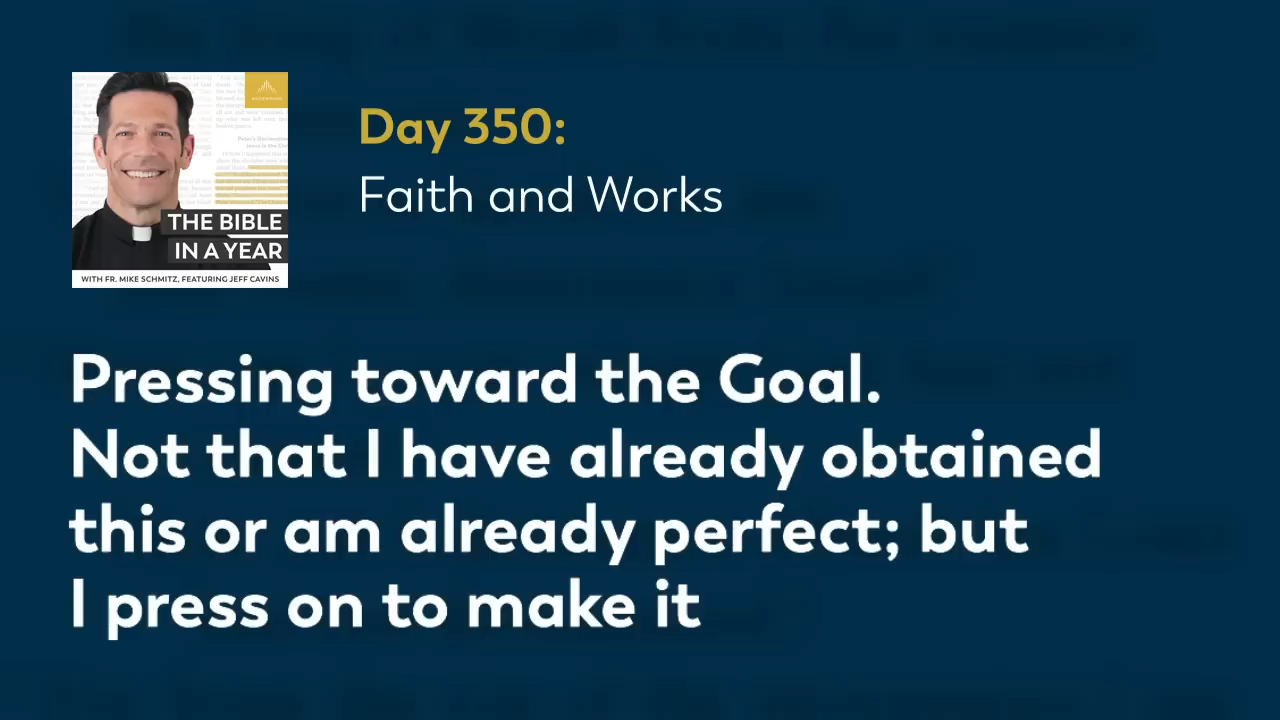 Day 350:
Faith and Works
THE BIBLE
IN A YEAR
WITH FR. MIKE SCHMITZ, FEATURING JEFF CAVINS
Pressing toward the Goal.
Not that I have already obtained
this or am already perfect; but
I press on to make it